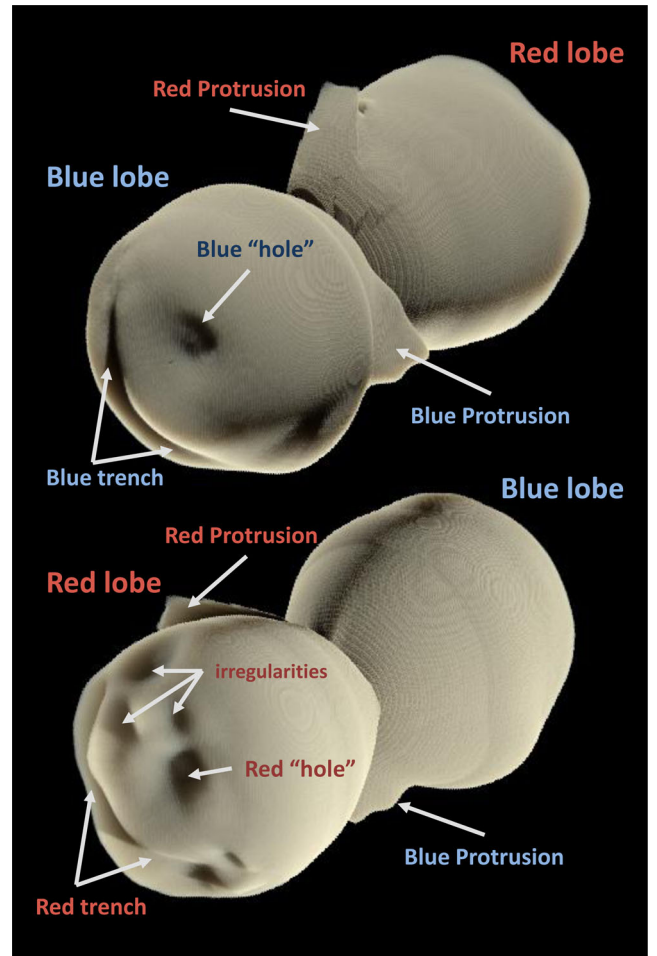 Red lobe
Red Protrusion
Blue lobe
Blue “hole”
Blue Protrusion
Blue trench
Blue lobe
Red Protrusion
Red lobe
irregularities
Red “hole”
Blue Protrusion
Red trench